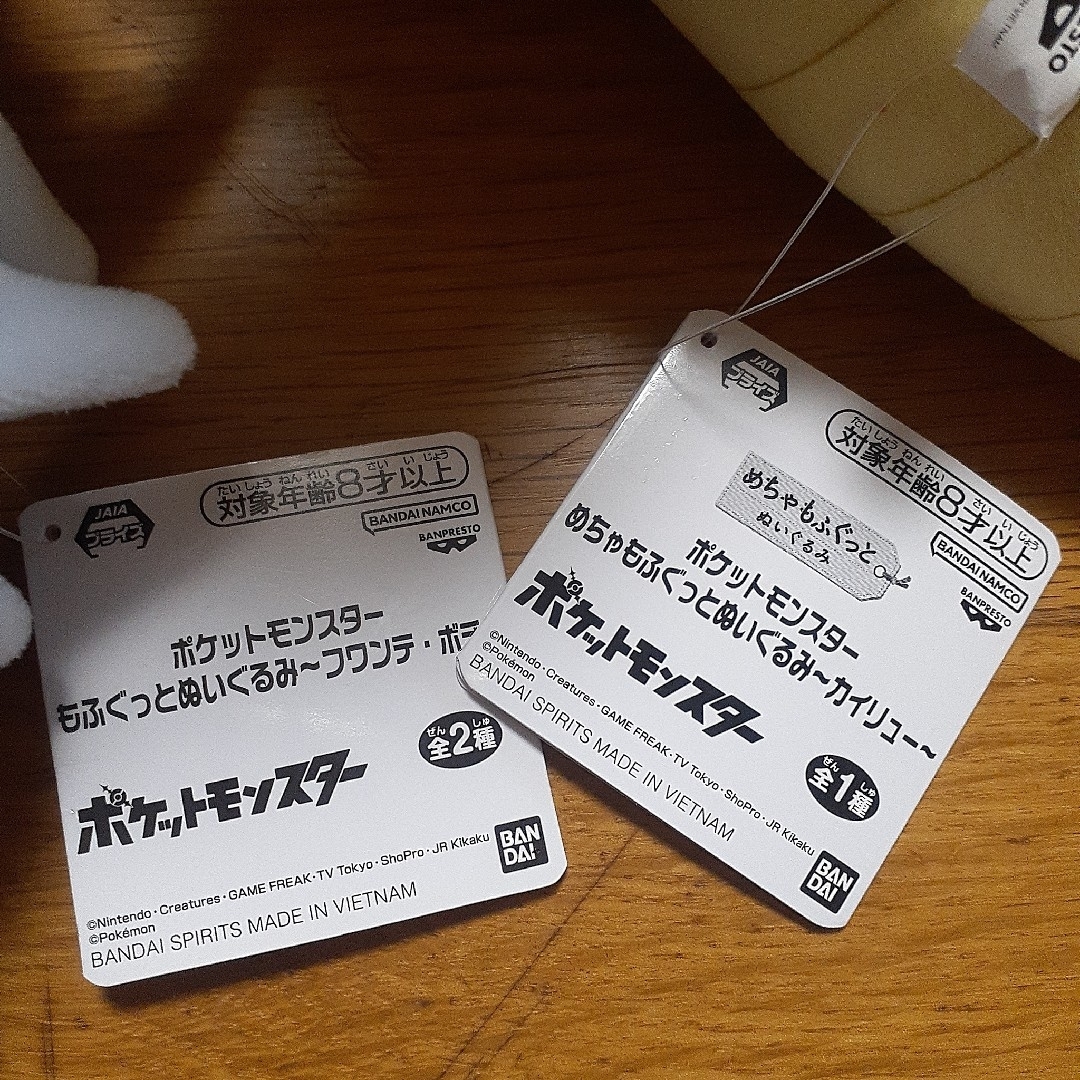 JAIA
プライズ
たいしょうねんれい さい い じょう
対象年齢8才以上
BANDAI NAMCO
BANPRESTO
ポケットモンスター
もふぐっとぬいぐるみ~フワンテ・ボチ
ぜん しゅ
全2種
ポケットモンスター
©Nintendo・Creatures・GAME FREAK・TV Tokyo・ShoPro・JR Kikaku
©Pokémon
BANDAI SPIRITS MADE IN VIETNAM
BAN
DAI
JAIA
プライズ
たいしょうねんれい さい い じょう
対象年齢8才以上
めちゃもふぐっと
ぬいぐるみ
BANDAI NAMCO
BANPRESTO
ポケットモンスター
めちゃもふぐっとぬいぐるみ~カイリュー~
ポケットモンスター
ぜん しゅ
全1種
©Nintendo・Creatures・GAME FREAK・TV Tokyo・ShoPro・JR Kikaku
©Pokémon
BANDAI SPIRITS MADE IN VIETNAM
BAN
DAI